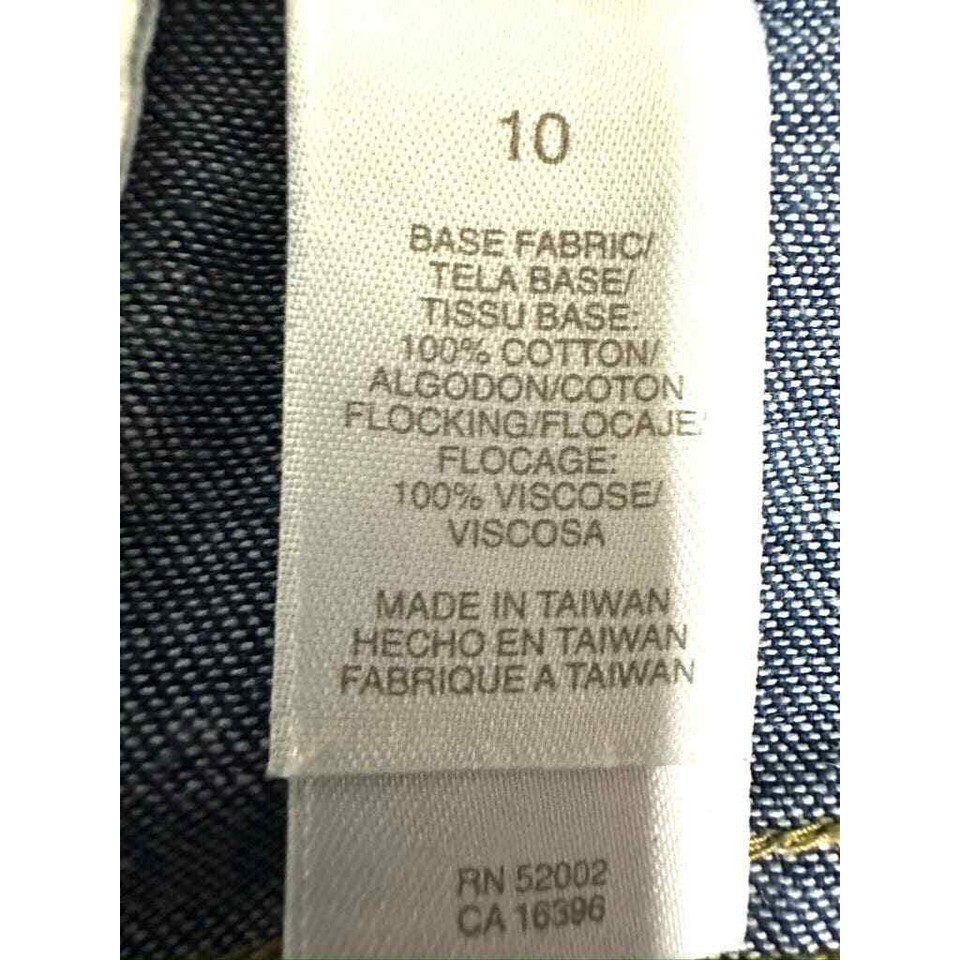 10
BASE FABRIC/
TELA BASE/
TISSU BASE:
100% COTTON/
ALGODON/COTON
FLOCKING/FLOCAJE/
FLOCAGE:
100% VISCOSE/
VISCOSA
MADE IN TAIWAN
HECHO EN TAIWAN
FABRIQUE A TAIWAN
RN 52002
CA 16396